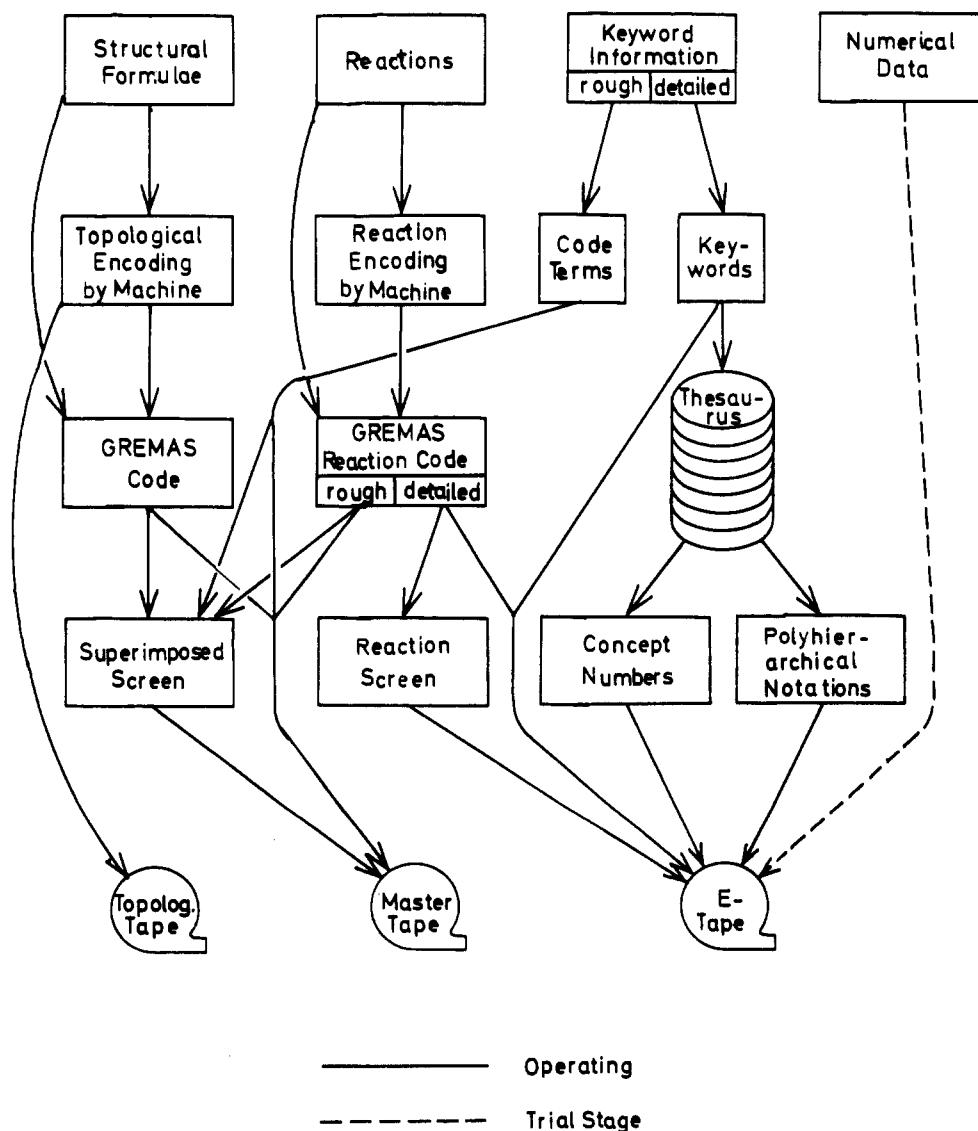 Structural
Formulae
Reactions
Keyword
Information
rough
detailed
Numerical
Data
Topological
Encoding
by Machine
Reaction
Encoding
by Machine
Code
Terms
Key-
words
GREMAS
Code
GREMAS
Reaction Code
rough
detailed
Thesau-
rus
Superimposed
Screen
Reaction
Screen
Concept
Numbers
Polyhier-
archical
Notations
Topolog.
Tape
Master
Tape
E-
Tape
Operating
Trial Stage